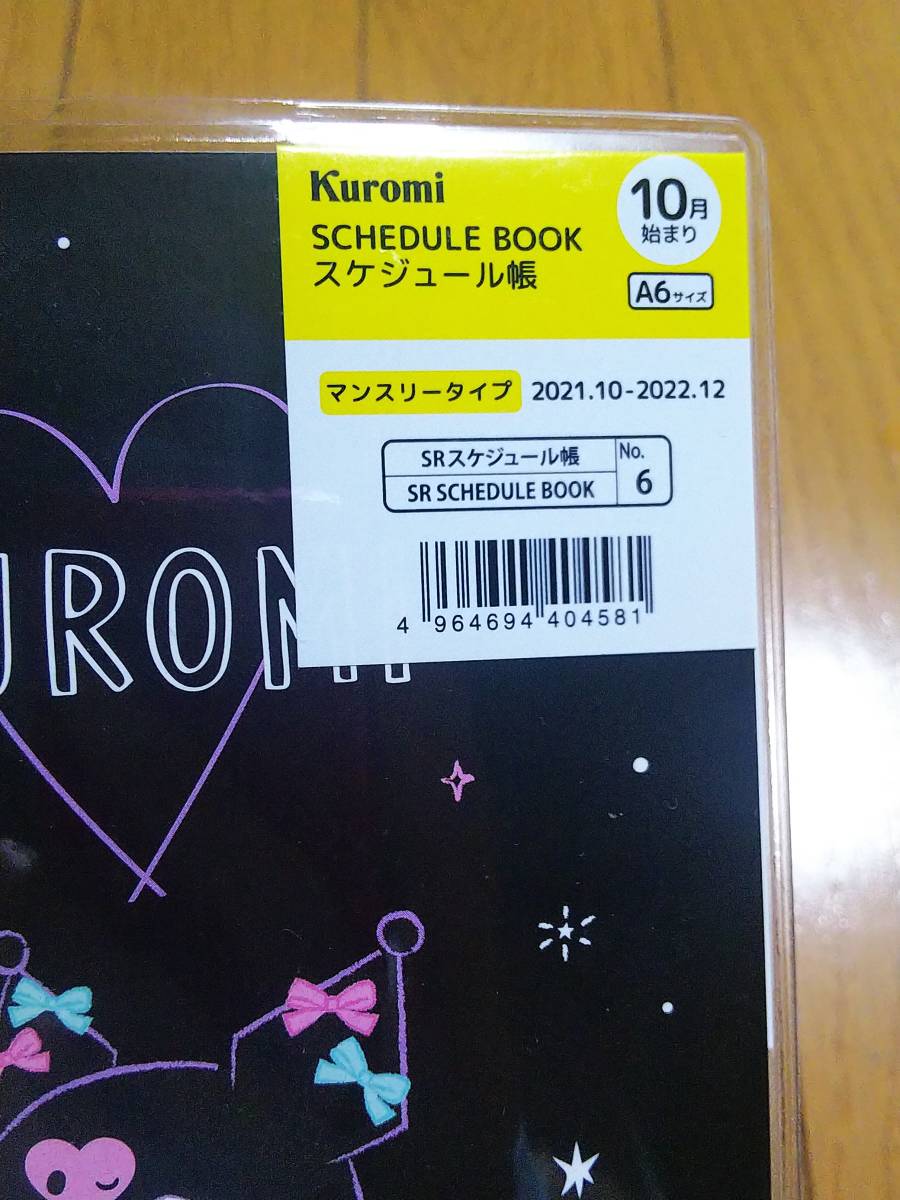 Kuromi
SCHEDULE BOOK
スケジュール帳
10月
始まり
A6サイズ
マンスリータイプ 2021.10-2022.12
SRスケジュール帳
SR SCHEDULE BOOK
No.
6
4 964694 404581
UROMI